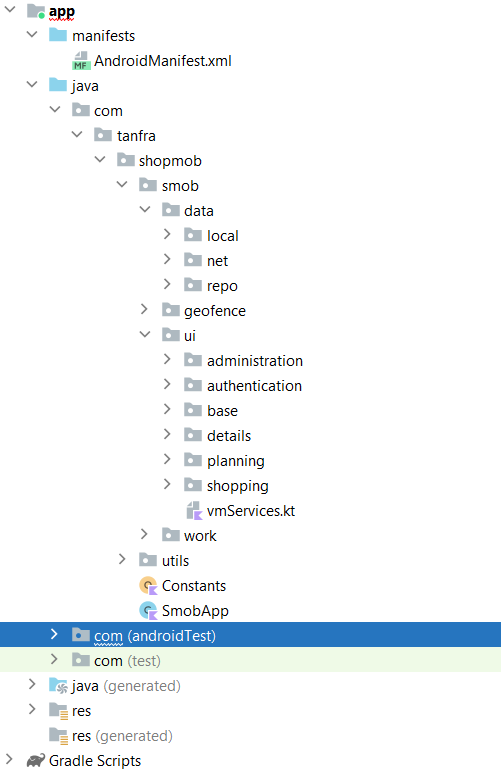 app
manifests
MF AndroidManifest.xml
java
com
tanfra
shopmob
smob
data
local
net
repo
geofence
ui
administration
authentication
base
details
planning
shopping
vmServices.kt
work
utils
Constants
SmobApp
com (androidTest)
com (test)
java (generated)
res
res (generated)
Gradle Scripts